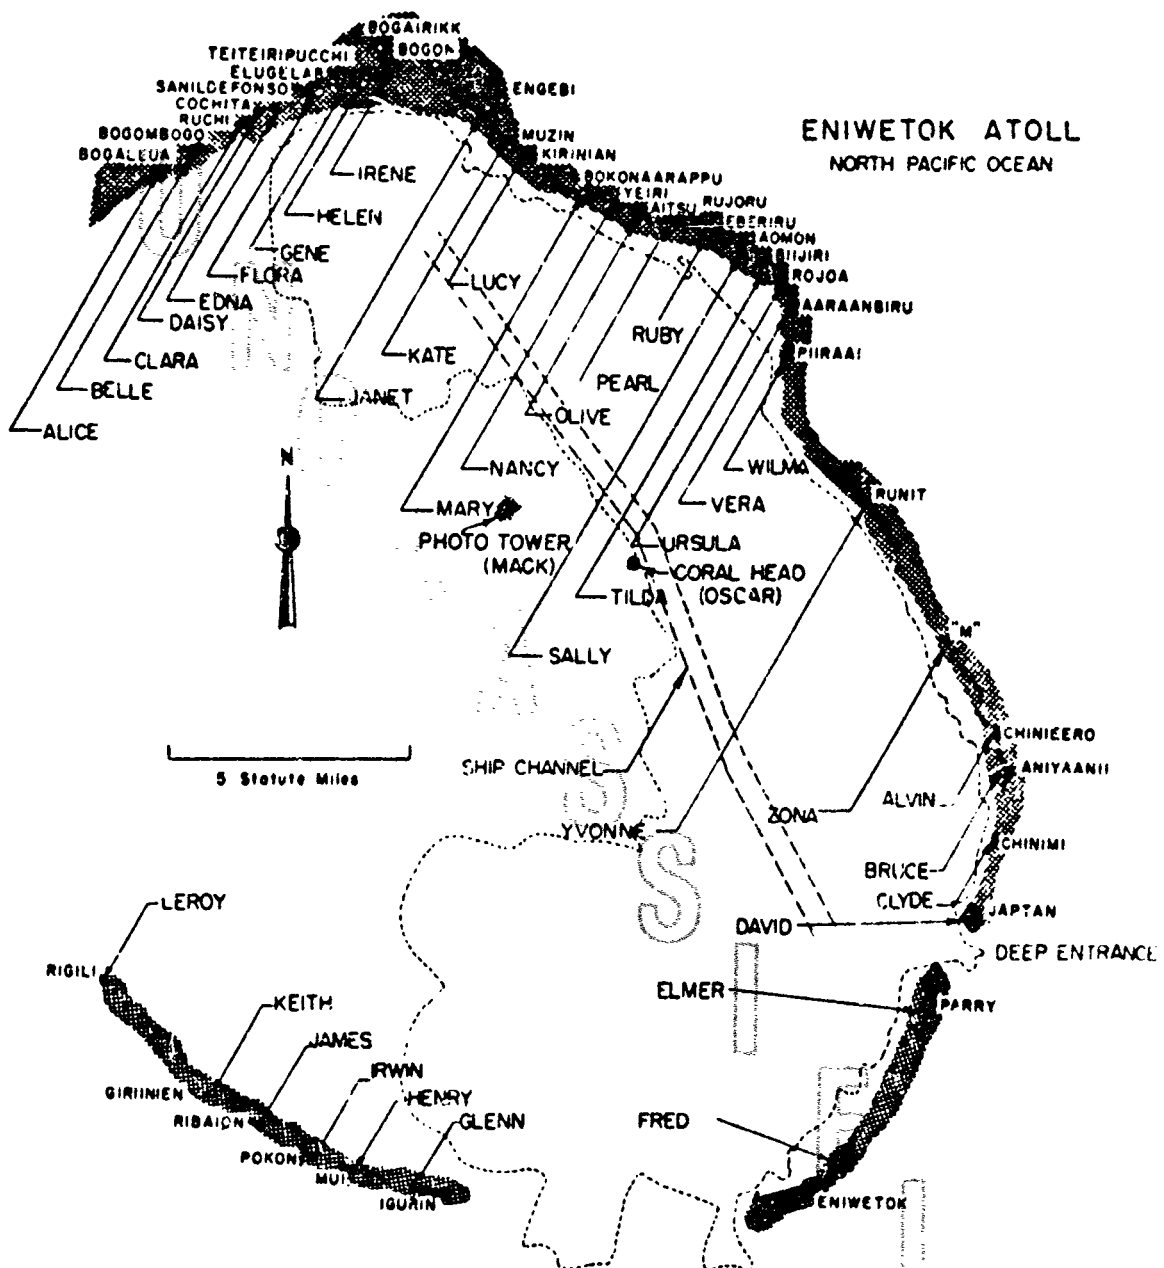 BOGAIRIKK
BOGON
TEITEIRIPUCCHI
ELUGELAB
SANILDEFONSO
COCHITA
RUCHI
BOGOMBOGO
BOGALEUA
ENGEBI
MUZIN
KIRINIAN
BOKONAARAPPU
YEIRI
AITSU
RUJORU
EBERIRU
AOMON
BIIJIRI
ROJOA
AARAANBIRU
PIIRAAI
RUNIT
"M"
CHINIEERO
ANIYAANII
CHINIMI
JAPTAN
DEEP ENTRANCE
PARRY
ENIWETOK
ENIWETOK ATOLL
NORTH PACIFIC OCEAN
IRENE
HELEN
GENE
FLORA
EDNA
DAISY
CLARA
BELLE
ALICE
LUCY
KATE
JANET
RUBY
PEARL
OLIVE
NANCY
MARY
WILMA
VERA
URSULA
TILDA
SALLY
N
PHOTO TOWER
(MACK)
CORAL HEAD
(OSCAR)
5 Statute Miles
SHIP CHANNEL
YVONNE
ZONA
ALVIN
BRUCE
CLYDE
DAVID
ELMER
FRED
LEROY
RIGILI
KEITH
JAMES
IRWIN
HENRY
GLENN
GIRIINIEN
RIBAION
POKON
MUI
IGURIN